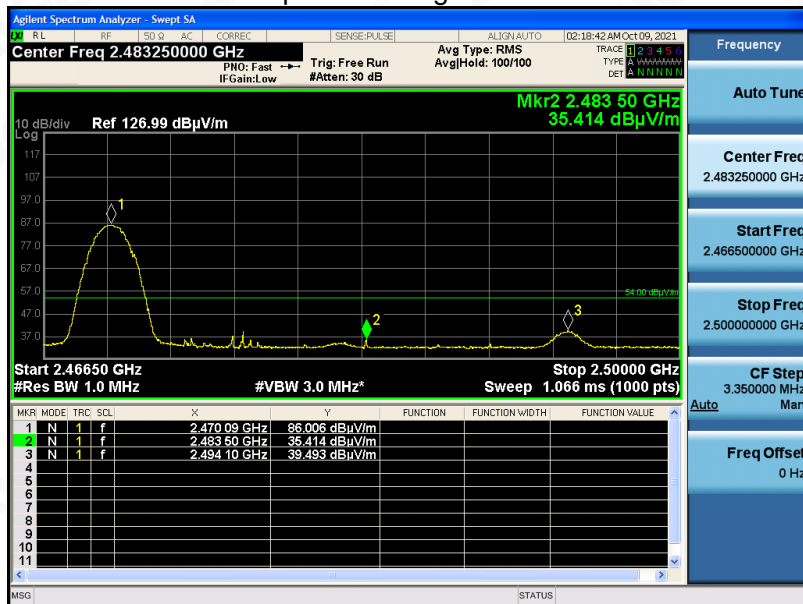 Agilent Spectrum Analyzer - Swept SA
LXI RL RF 50 Ω AC CORREC SENSE:PULSE ALIGN AUTO 02:18:42 AM Oct 09, 2021
Center Freq 2.483250000 GHz
PNO: Fast
IFGain:Low
Trig: Free Run
#Atten: 30 dB
Avg Type: RMS
Avg|Hold: 100/100
TRACE 1 2 3 4 5 6
TYPE A WWWWW
DET A N N N N N
Mkr2 2.483 50 GHz
35.414 dBµV/m
10 dB/div Ref 126.99 dBµV/m
Log
117
107
97.0
87.0
77.0
67.0
57.0
47.0
37.0
1
2
3
54.00 dBµV/m
Start 2.46650 GHz Stop 2.50000 GHz
#Res BW 1.0 MHz #VBW 3.0 MHz* Sweep 1.066 ms (1000 pts)
MKR MODE TRC SCL X Y FUNCTION FUNCTION WIDTH FUNCTION VALUE
1 N 1 f 2.470 09 GHz 86.006 dBµV/m
2 N 1 f 2.483 50 GHz 35.414 dBµV/m
3 N 1 f 2.494 10 GHz 39.493 dBµV/m
4
5
6
7
8
9
10
11
MSG STATUS
Frequency
Auto Tune
Center Freq
2.483250000 GHz
Start Freq
2.466500000 GHz
Stop Freq
2.500000000 GHz
CF Step
3.350000 MHz
Auto Man
Freq Offset
0 Hz